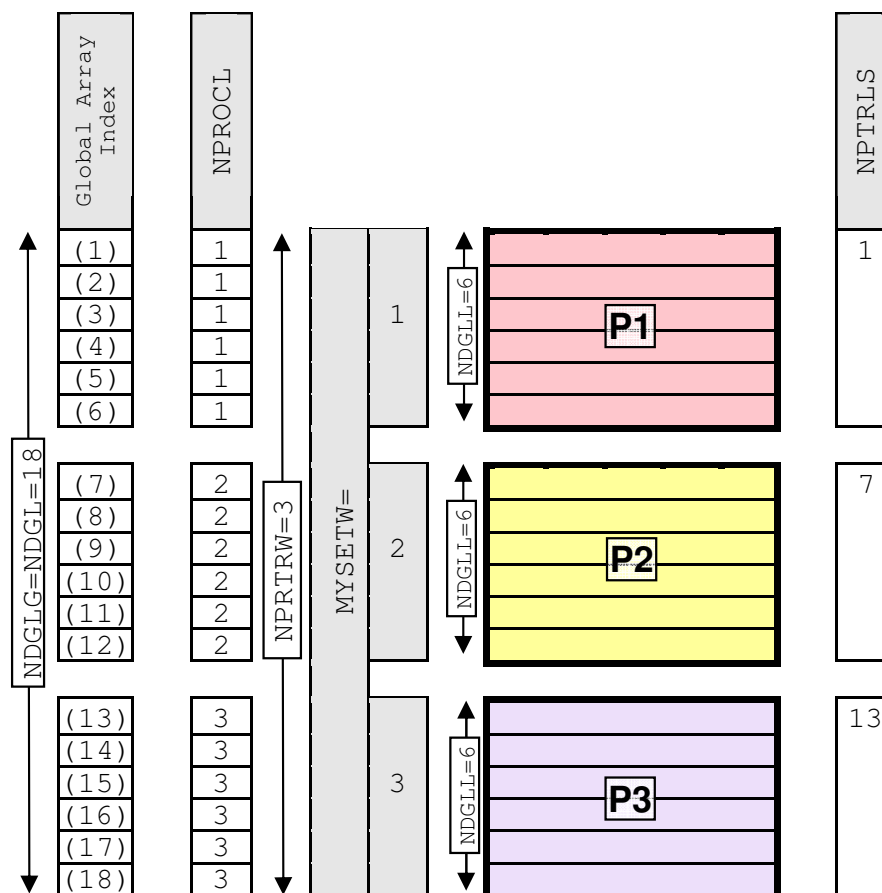 Global Array
Index
NPROCL
NPTRLS
(1) 1 1
(2) 1
(3) 1 1 P1
(4) 1
(5) 1
(6) 1
NDGLL=6
NDGLG=NDGL=18
NPRTRW=3
MYSETW=
(7) 2 7
(8) 2
(9) 2 2 P2
(10) 2
(11) 2
(12) 2
NDGLL=6
(13) 3 13
(14) 3
(15) 3 3 P3
(16) 3
(17) 3
(18) 3
NDGLL=6